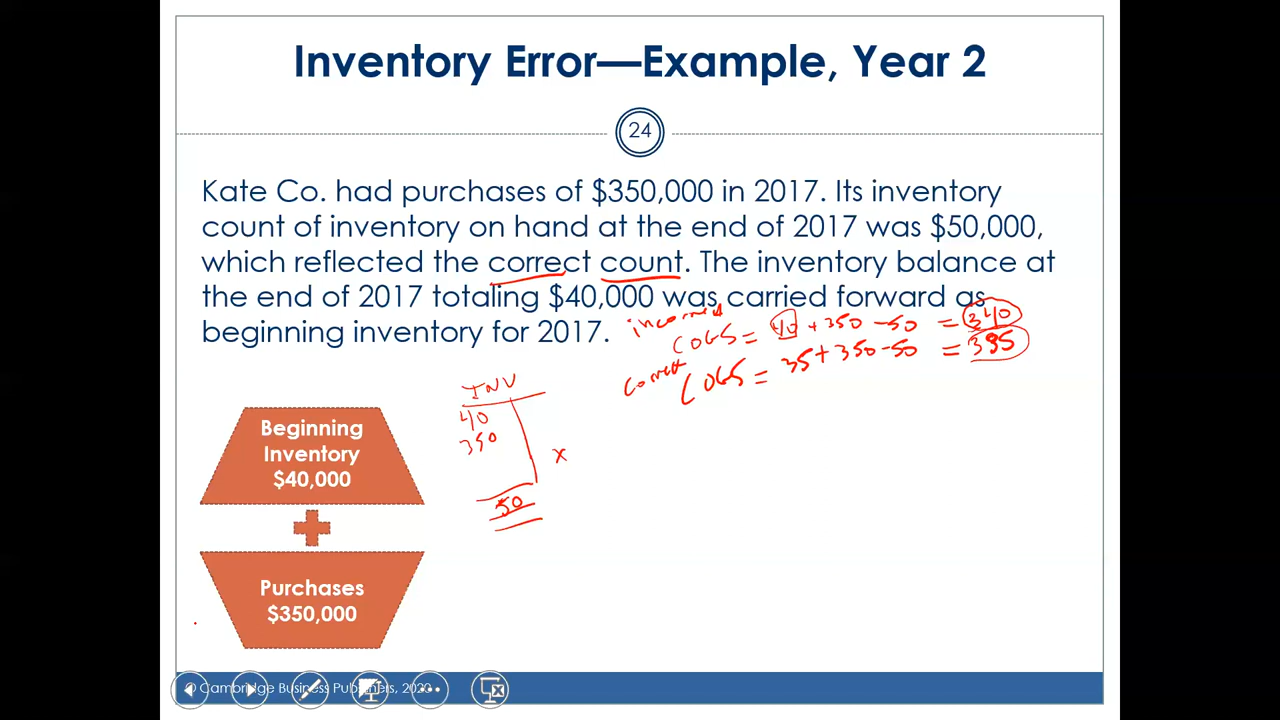 Inventory Error—Example, Year 2
24
Kate Co. had purchases of $350,000 in 2017. Its inventory
count of inventory on hand at the end of 2017 was $50,000,
which reflected the correct count. The inventory balance at
the end of 2017 totaling $40,000 was carried forward as
beginning inventory for 2017.
incorrect
COGS = 40 + 350 - 50 = 340
correct
COGS = 35 + 350 - 50 = 335
INV
40
350
x
50
Beginning
Inventory
$40,000
Purchases
$350,000
© Cambridge Business Publishers, 2020